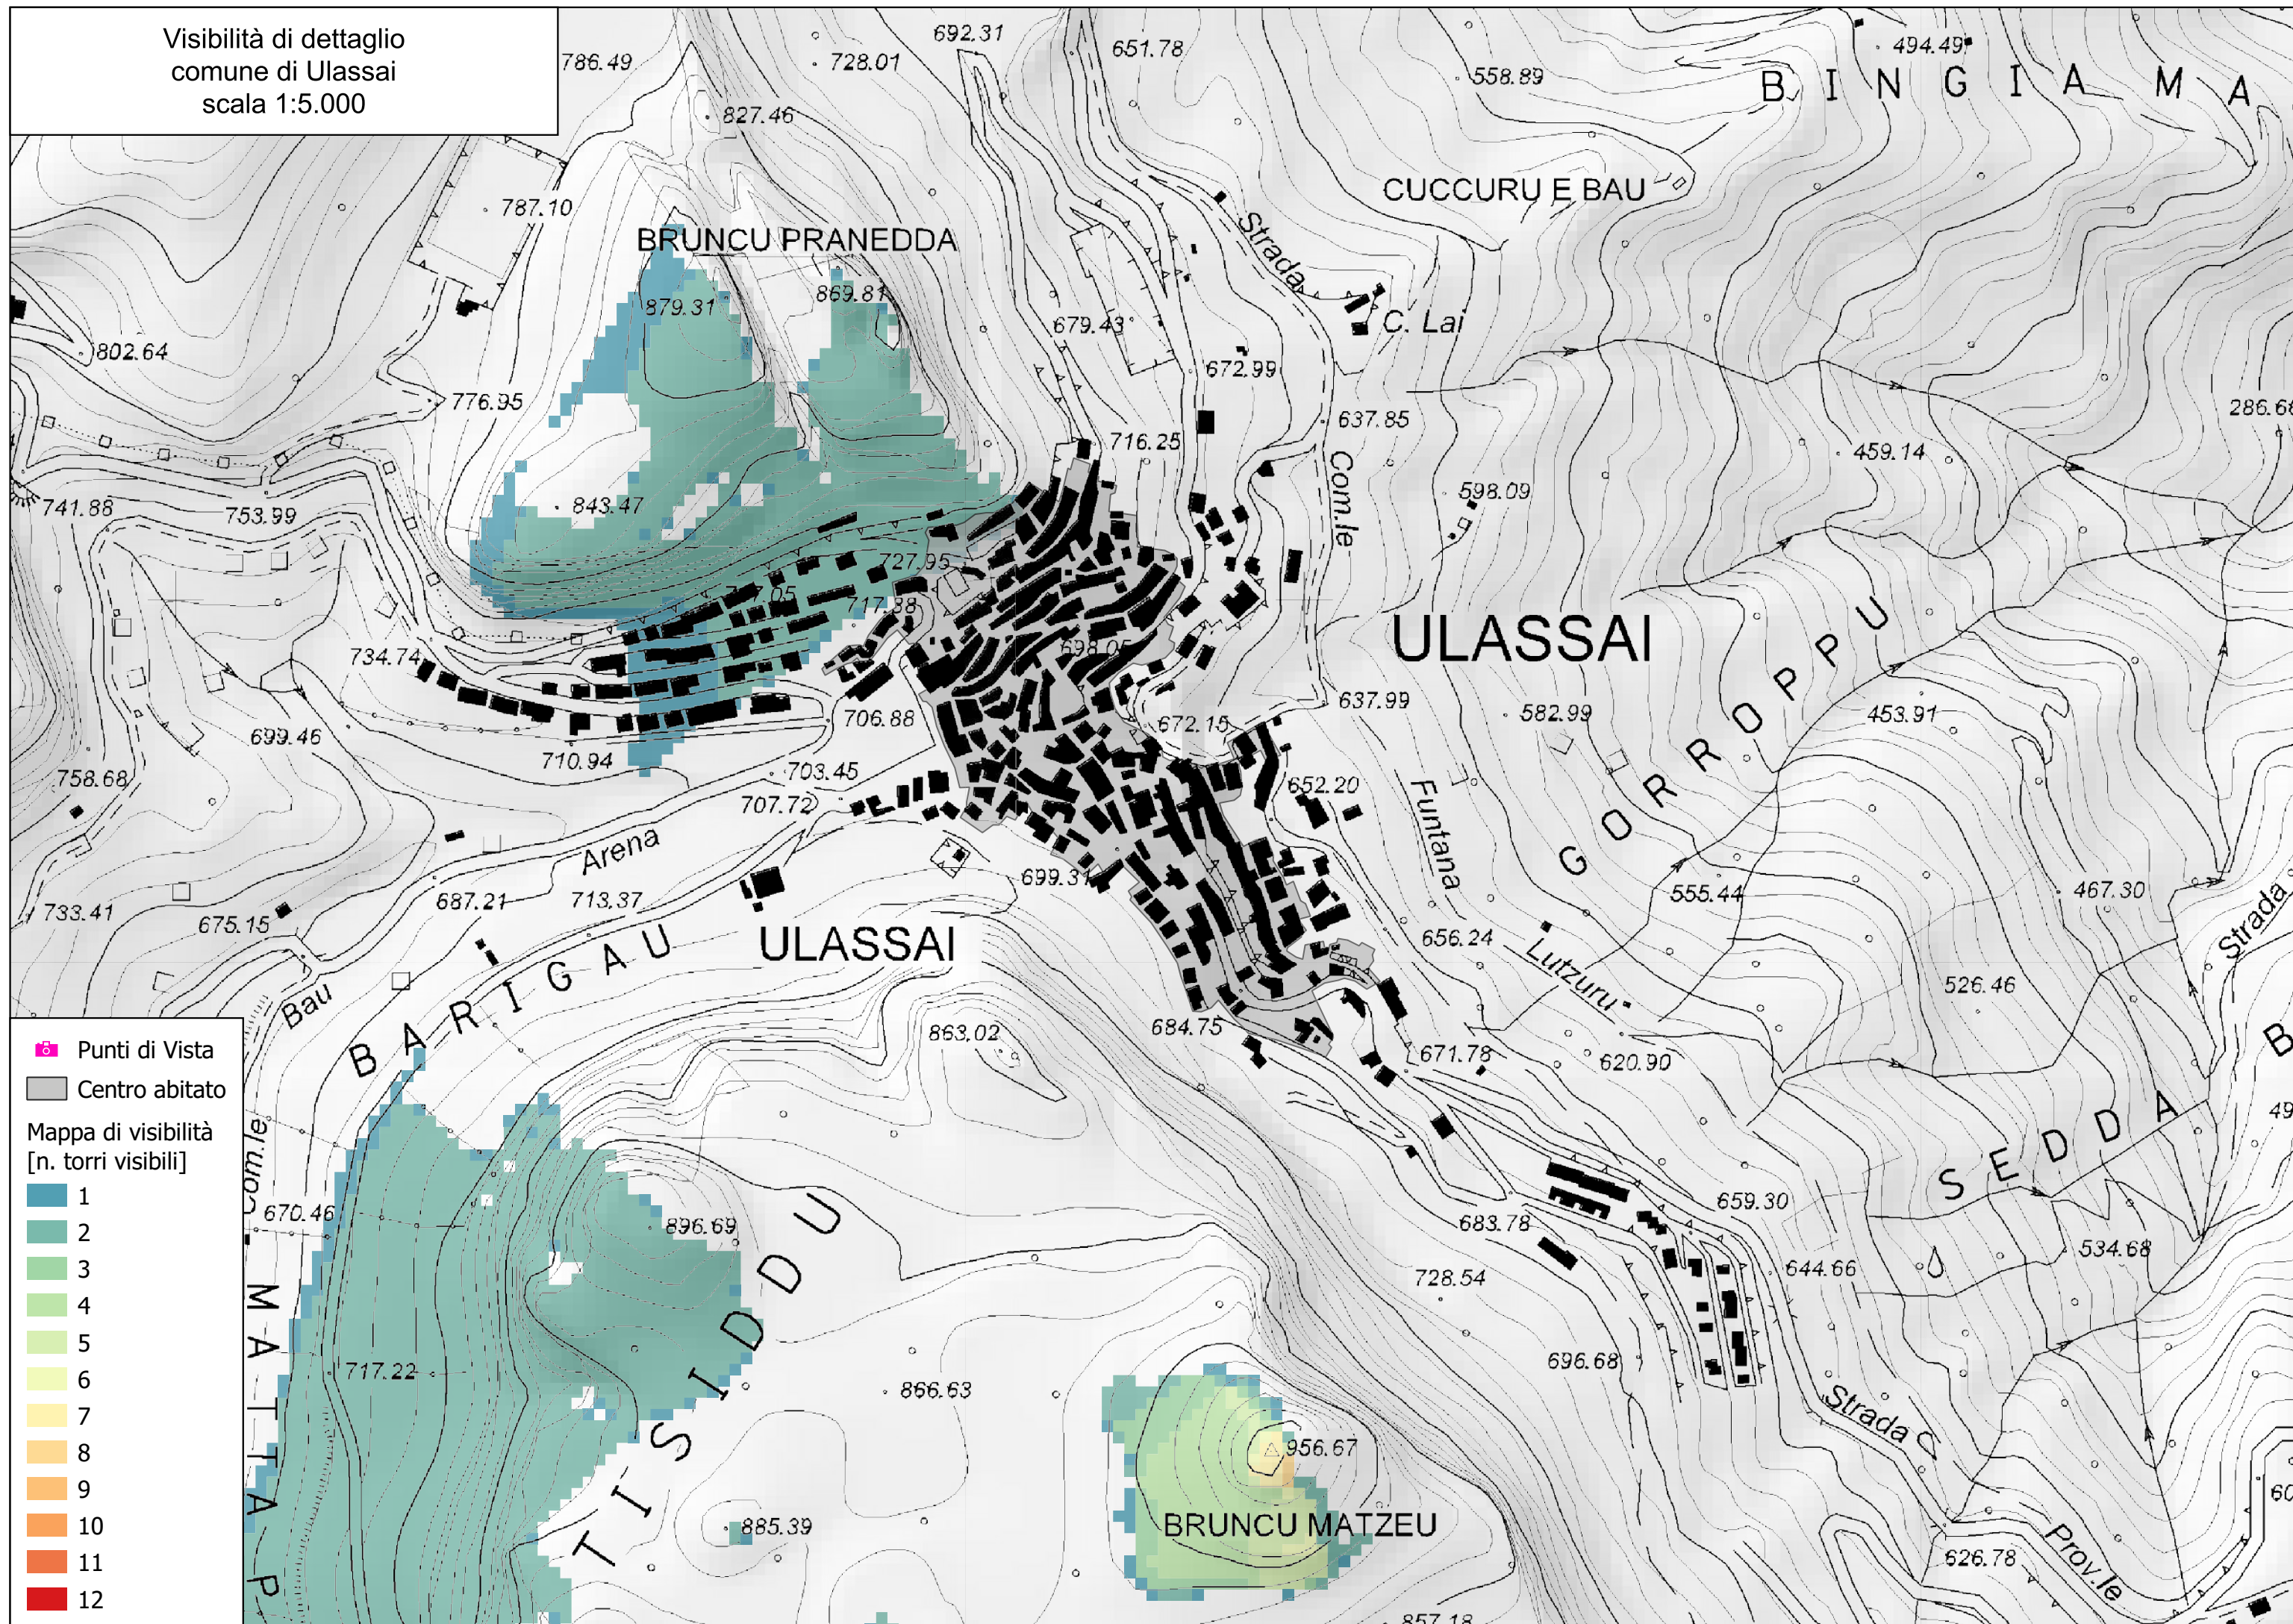 Visibilità di dettaglio
comune di Ulassai
scala 1:5.000
786.49
728.01
692.31
651.78
558.89
494.49
BINGIA MA
827.46
787.10
BRUNCU PRANEDDA
CUCCURU E BAU
Strada
879.31
869.81
679.43
C. Lai
802.64
672.99
776.95
637.85
286.68
716.25
459.14
Com.le
843.47
598.09
741.88
753.99
727.95
717.38
ULASSAI
GORROPPU
698.05
734.74
637.99
582.99
453.91
706.88
672.15
699.46
710.94
703.45
758.68
707.72
652.20
Funtana
Arena
699.31
555.44
467.30
687.21
713.37
733.41
675.15
656.24
Strada
ULASSAI
Lutzuru
BARIGAU
526.46
Bau
684.75
863.02
671.78
620.90
B
49
SEDDA
Punti di Vista
Centro abitato
Mappa di visibilità
[n. torri visibili]
1
2
3
4
5
6
7
8
9
10
11
12
Com.le
670.46
896.69
659.30
683.78
534.68
644.66
728.54
MATTA P
717.22
TISIDDU
866.63
696.68
Strada
956.67
885.39
BRUNCU MATZEU
60
626.78
Prov.le
857.18